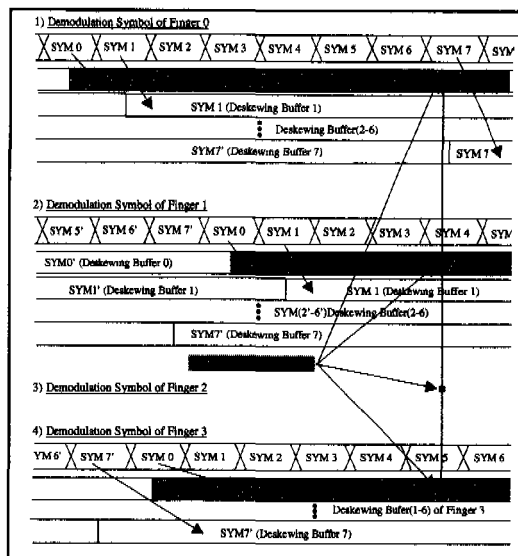 1) Demodulation Symbol of Finger 0
SYM 0 SYM 1 SYM 2 SYM 3 SYM 4 SYM 5 SYM 6 SYM 7 SYM
SYM 1 (Deskewing Buffer 1)
Deskewing Buffer(2-6)
SYM7' (Deskewing Buffer 7) SYM 7
2) Demodulation Symbol of Finger 1
SYM 5' SYM 6' SYM 7' SYM 0 SYM 1 SYM 2 SYM 3 SYM 4 SYM
SYM0' (Deskewing Buffer 0)
SYM1' (Deskewing Buffer 1) SYM 1 (Deskewing Buffer 1)
SYM(2'-6')Deskewing Buffer(2-6)
SYM7' (Deskewing Buffer 7)
3) Demodulation Symbol of Finger 2
4) Demodulation Symbol of Finger 3
YM 6' SYM 7' SYM 0 SYM 1 SYM 2 SYM 3 SYM 4 SYM 5 SYM 6
Deskewing Bufer(1-6) of Finger 3
SYM7' (Deskewing Buffer 7)